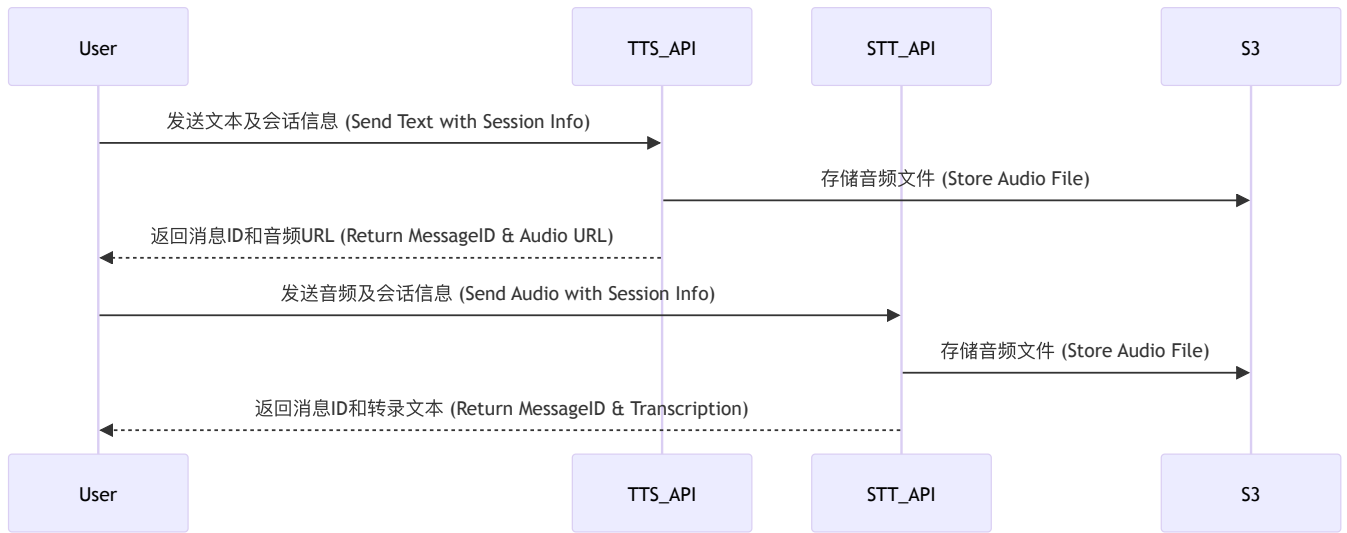 User
TTS_API
STT_API
S3
发送文本及会话信息 (Send Text with Session Info)
存储音频文件 (Store Audio File)
返回消息ID和音频URL (Return MessageID & Audio URL)
发送音频及会话信息 (Send Audio with Session Info)
存储音频文件 (Store Audio File)
返回消息ID和转录文本 (Return MessageID & Transcription)
User
TTS_API
STT_API
S3